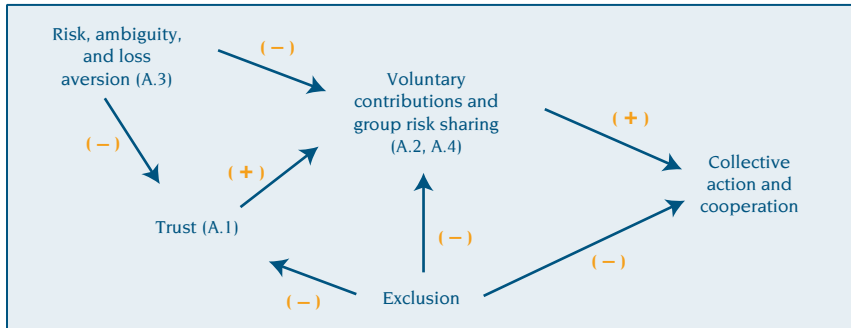 Risk, ambiguity,
and loss
aversion (A.3)
(–)
Voluntary
contributions and
group risk sharing
(A.2, A.4)
(+)
(–)
(+)
Collective
action and
cooperation
Trust (A.1)
(–)
(–)
(–)
Exclusion